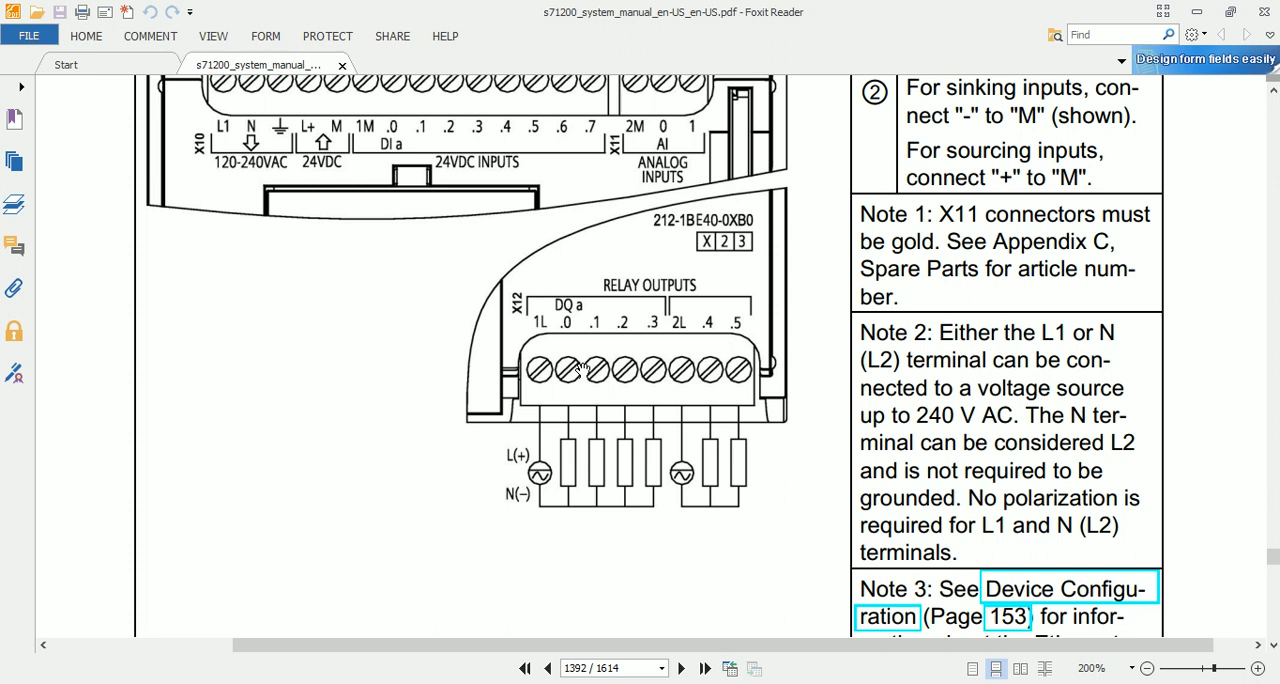 s71200_system_manual_en-US_en-US.pdf - Foxit Reader
FILE HOME COMMENT VIEW FORM PROTECT SHARE HELP
Find
Start
s71200_system_manual_...
Design form fields easily
X10
L1 N L+ M 1M .0 .1 .2 .3 .4 .5 .6 .7
DI a
120-240VAC 24VDC 24VDC INPUTS
X11
2M 0 1
AI
ANALOG
INPUTS
212-1BE40-0XB0
X 2 3
RELAY OUTPUTS
X12
DQ a
1L .0 .1 .2 .3 2L .4 .5
L(+)
N(–)
2
For sinking inputs, con-
nect "-" to "M" (shown).
For sourcing inputs,
connect "+" to "M".
Note 1: X11 connectors must
be gold. See Appendix C,
Spare Parts for article num-
ber.
Note 2: Either the L1 or N
(L2) terminal can be con-
nected to a voltage source
up to 240 V AC. The N ter-
minal can be considered L2
and is not required to be
grounded. No polarization is
required for L1 and N (L2)
terminals.
Note 3: See Device Configu-
ration (Page 153) for infor-
1392 / 1614
200%